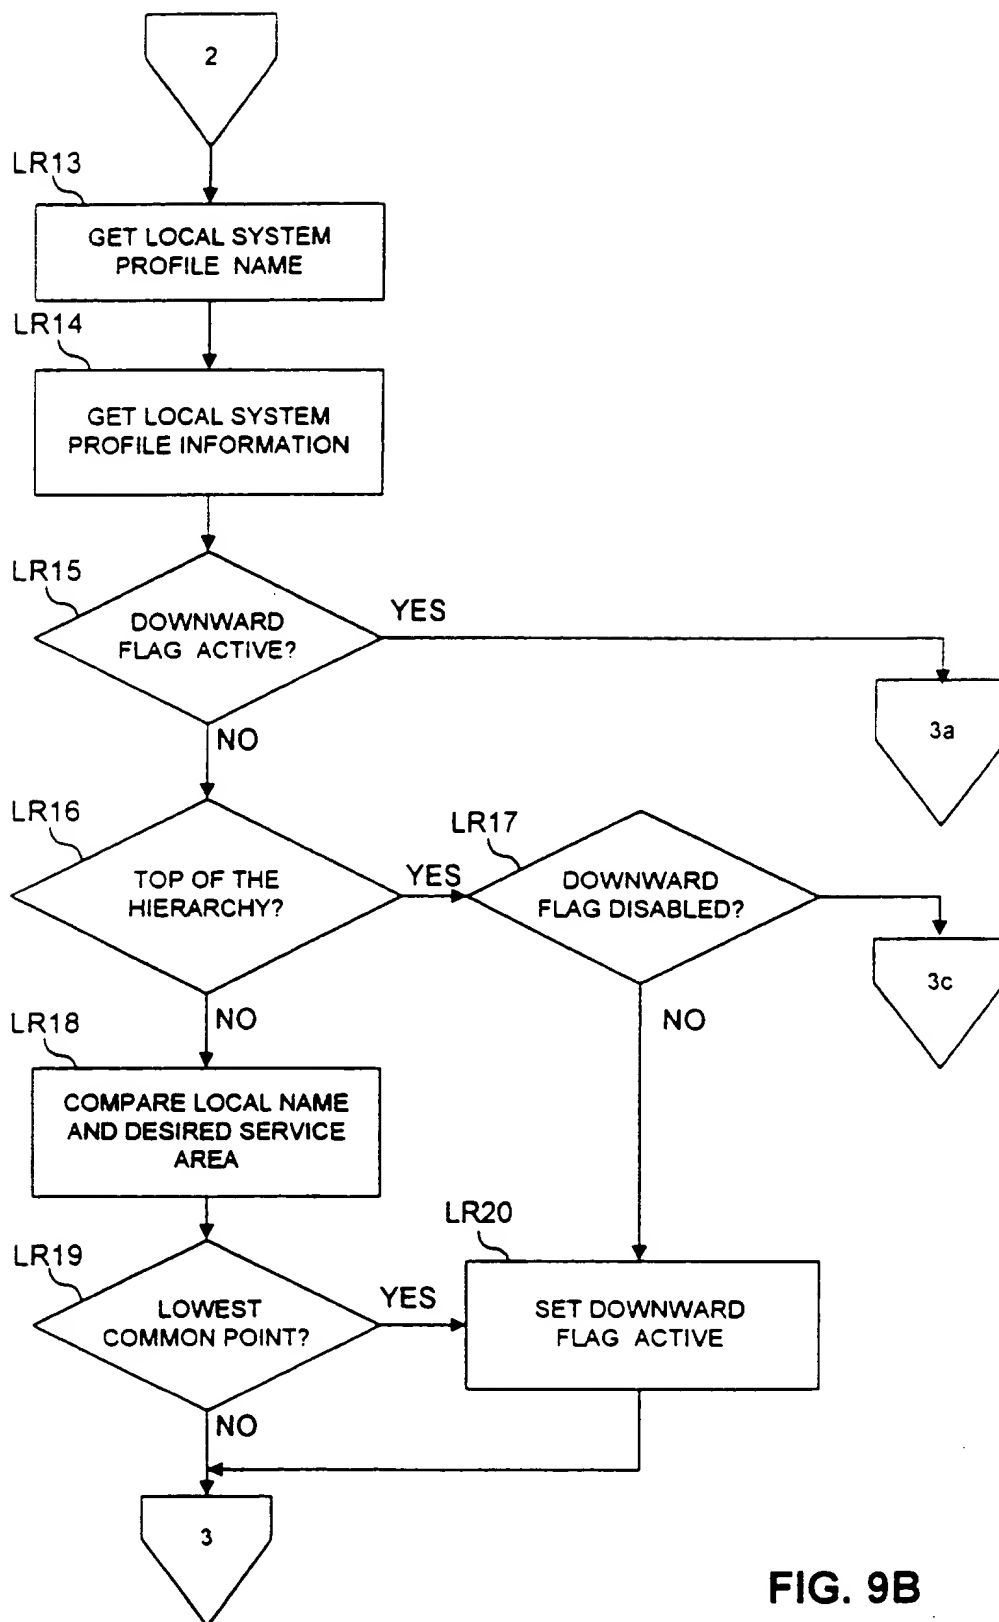 2
LR13
GET LOCAL SYSTEM
PROFILE NAME
LR14
GET LOCAL SYSTEM
PROFILE INFORMATION
LR15
DOWNWARD
FLAG ACTIVE?
YES
3a
NO
LR16
TOP OF THE
HIERARCHY?
YES
LR17
DOWNWARD
FLAG DISABLED?
3c
NO
NO
LR18
COMPARE LOCAL NAME
AND DESIRED SERVICE
AREA
LR19
LOWEST
COMMON POINT?
YES
LR20
SET DOWNWARD
FLAG ACTIVE
NO
3
FIG. 9B